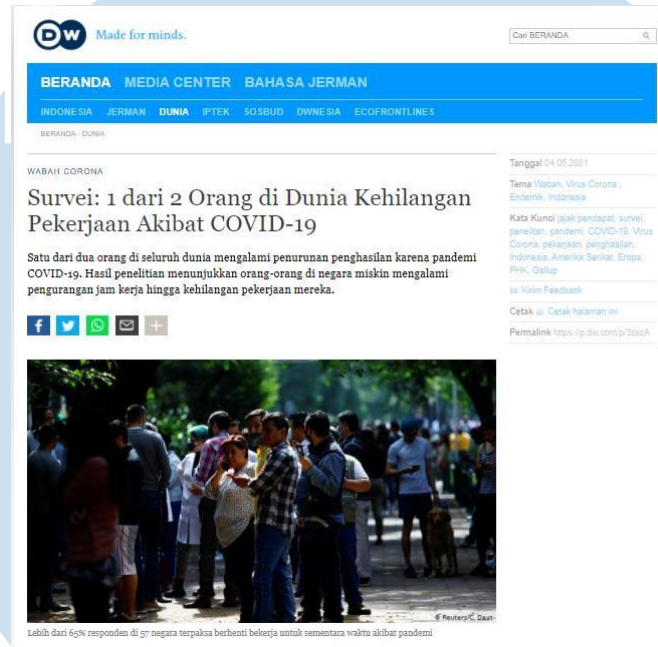 DW Made for minds.
Cari BERANDA
BERANDA MEDIA CENTER BAHASA JERMAN
INDONESIA JERMAN DUNIA IPTEK SOSBUD DWNESIA ECOFRONTLINES
BERANDA / DUNIA
WABAH CORONA
Survei: 1 dari 2 Orang di Dunia Kehilangan
Pekerjaan Akibat COVID-19
Satu dari dua orang di seluruh dunia mengalami penurunan penghasilan karena pandemi
COVID-19. Hasil penelitian menunjukkan orang-orang di negara miskin mengalami
pengurangan jam kerja hingga kehilangan pekerjaan mereka.
© Reuters/C. Daut
Lebih dari 65% responden di 57 negara terpaksa berhenti bekerja untuk sementara waktu akibat pandemi
Tanggal 04.05.2021
Tema Wabah, Virus Corona,
Endemik, Indonesia
Kata Kunci jajak pendapat, survei,
penelitian, pandemi, COVID-19, Virus
Corona, pekerjaan, penghasilan,
Indonesia, Amerika Serikat, Eropa,
PHK, Gallup
Kirim Feedback
Cetak Cetak halaman ini
Permalink